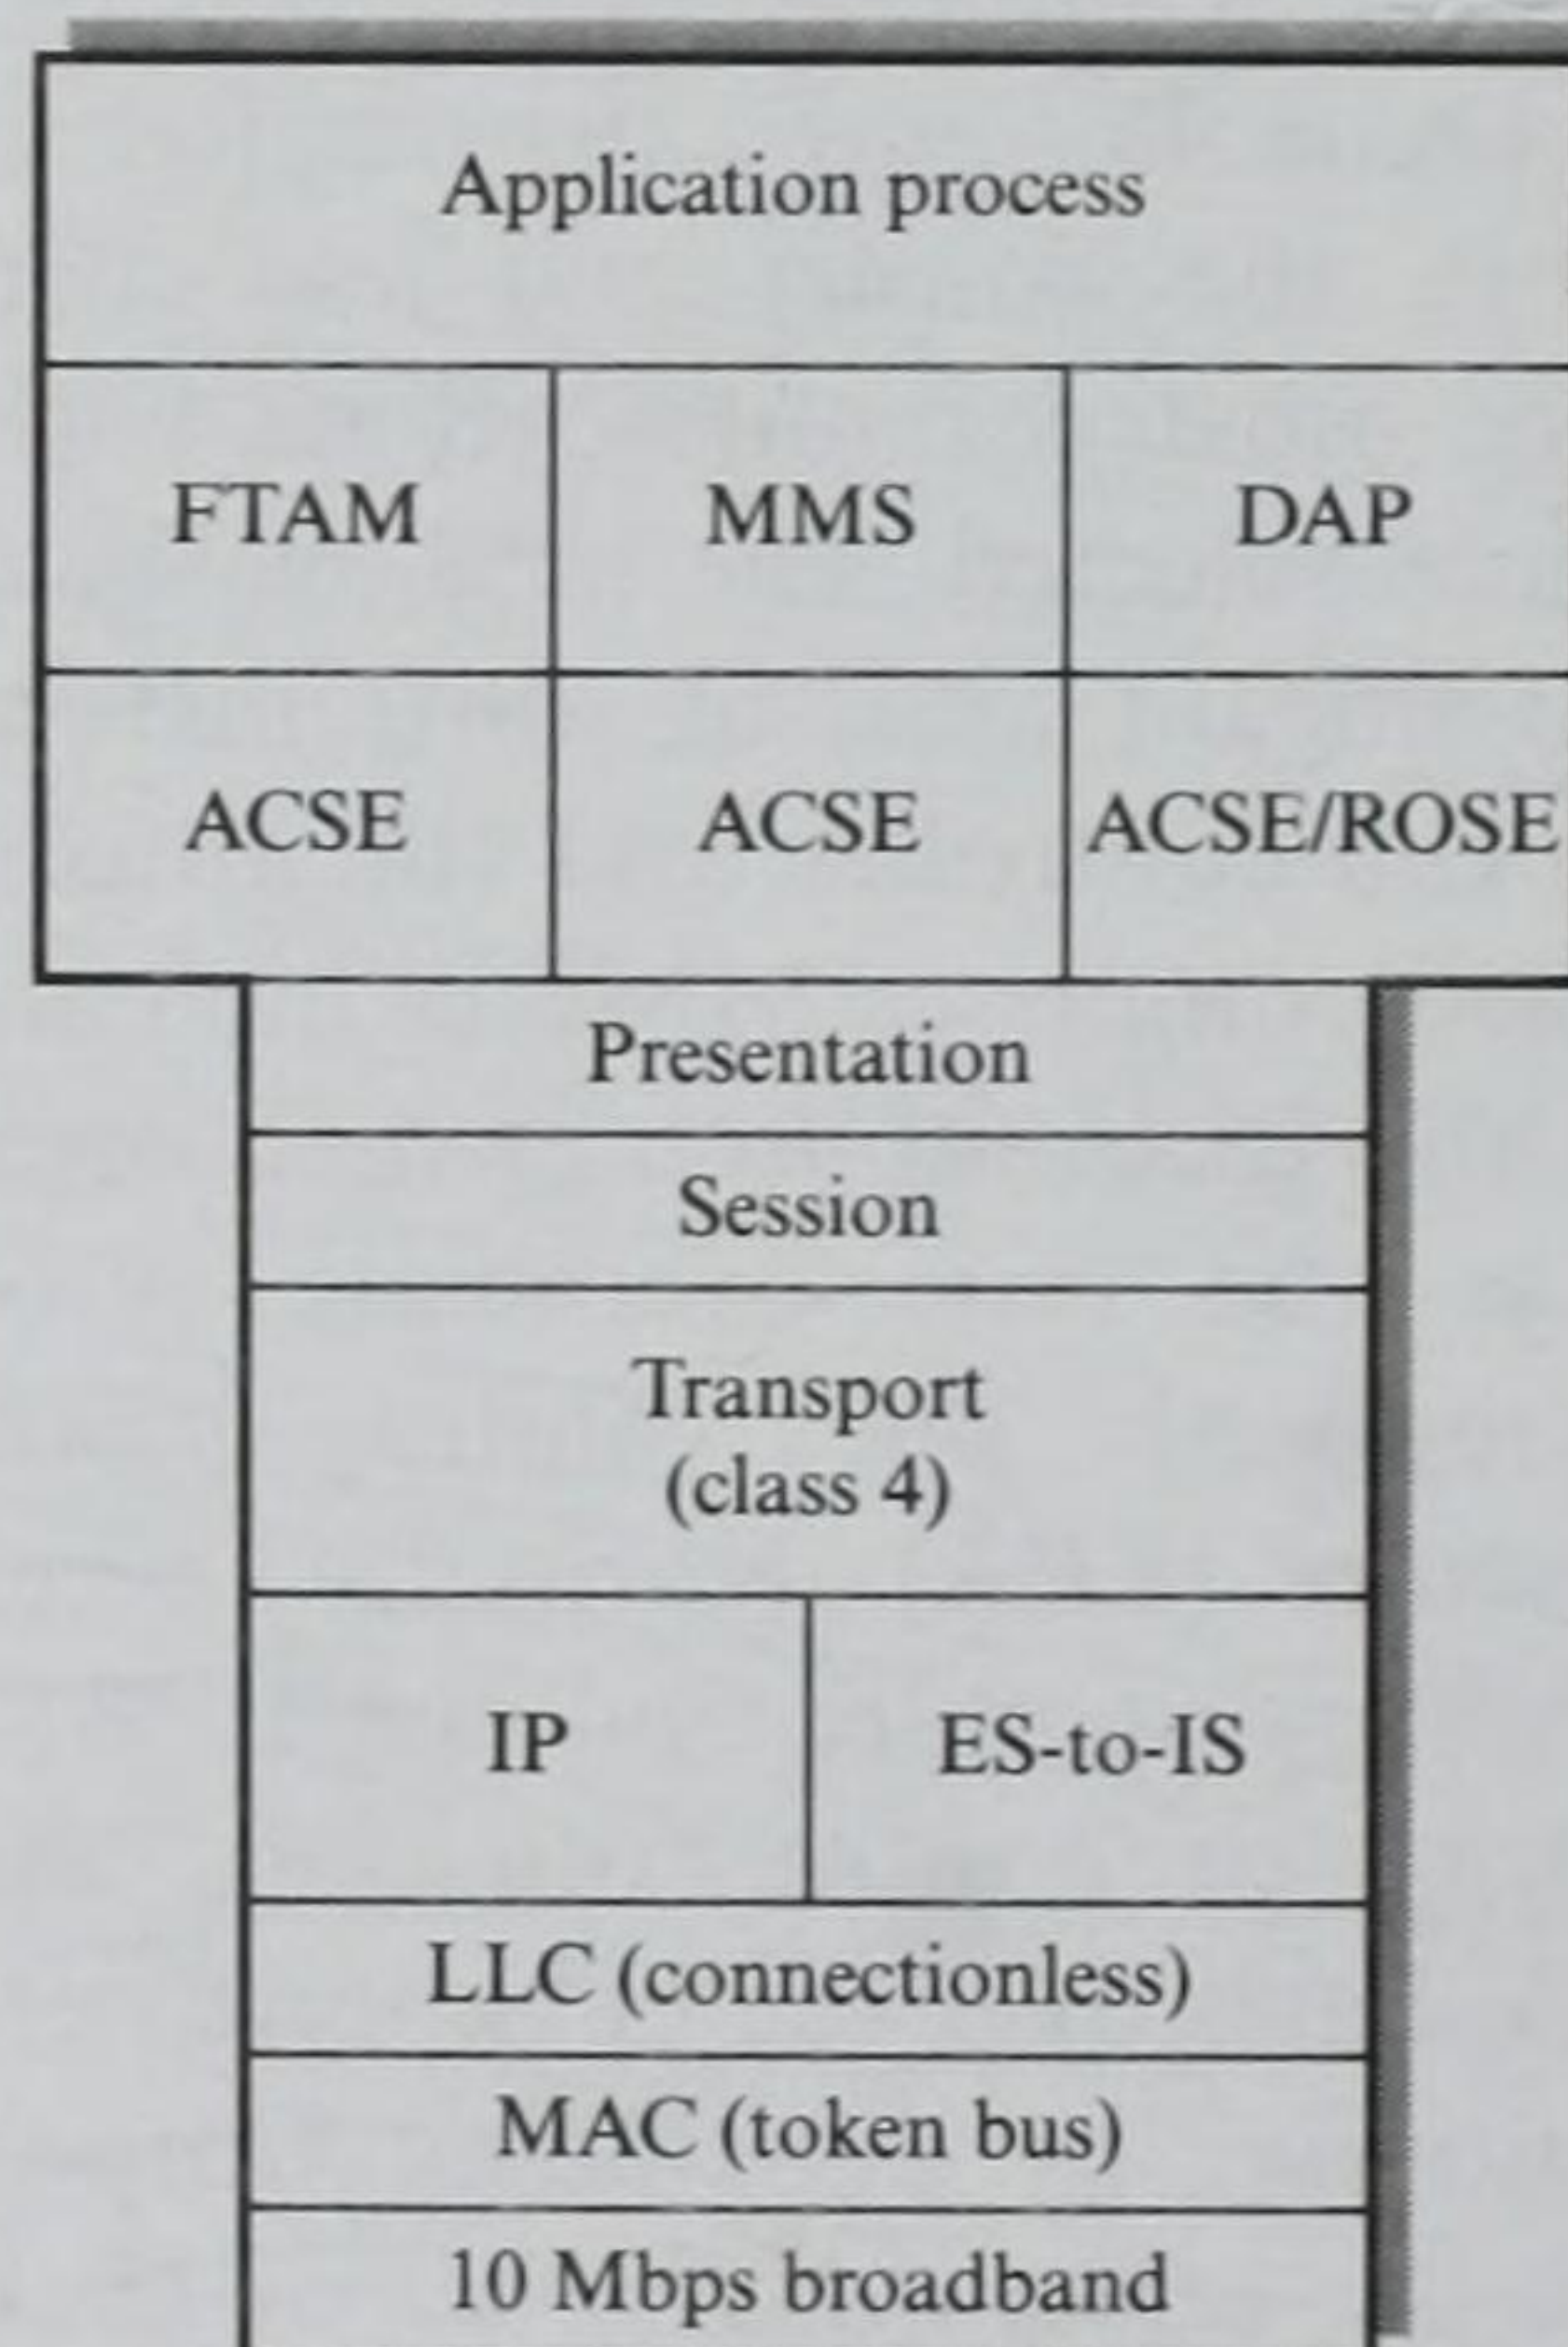 Application process
FTAM MMS DAP
ACSE ACSE ACSE/ROSE
Presentation
Session
Transport
(class 4)
IP ES-to-IS
LLC (connectionless)
MAC (token bus)
10 Mbps broadband